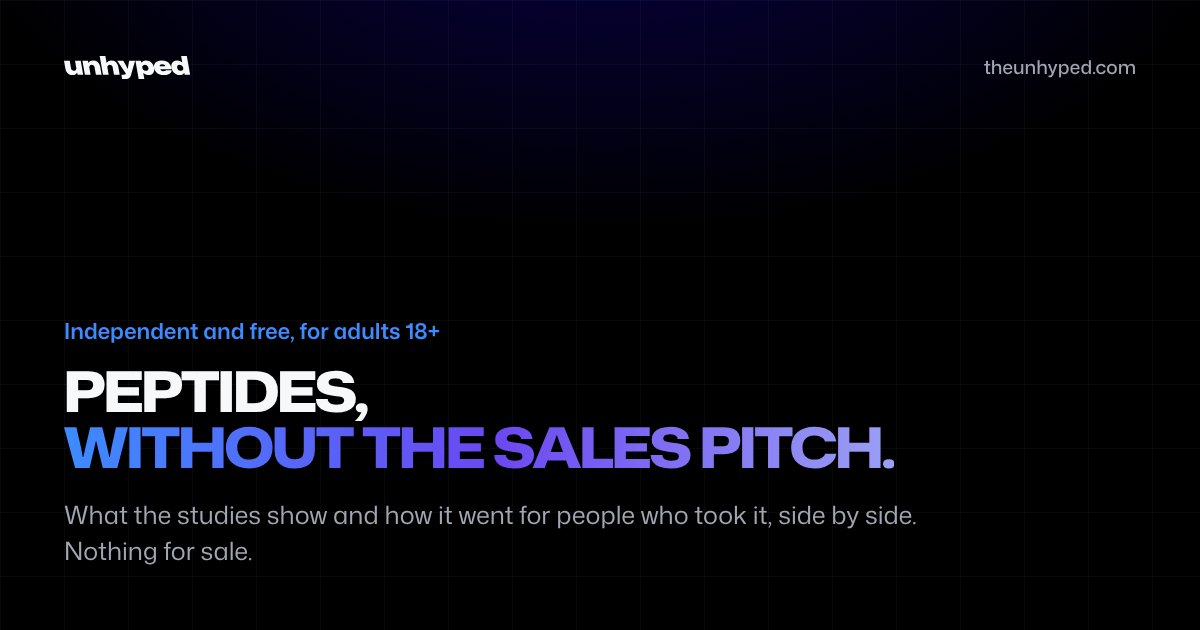 unhyped
theunhyped.com
Independent and free, for adults 18+
PEPTIDES,
WITHOUT THE SALES PITCH.
What the studies show and how it went for people who took it, side by side.
Nothing for sale.